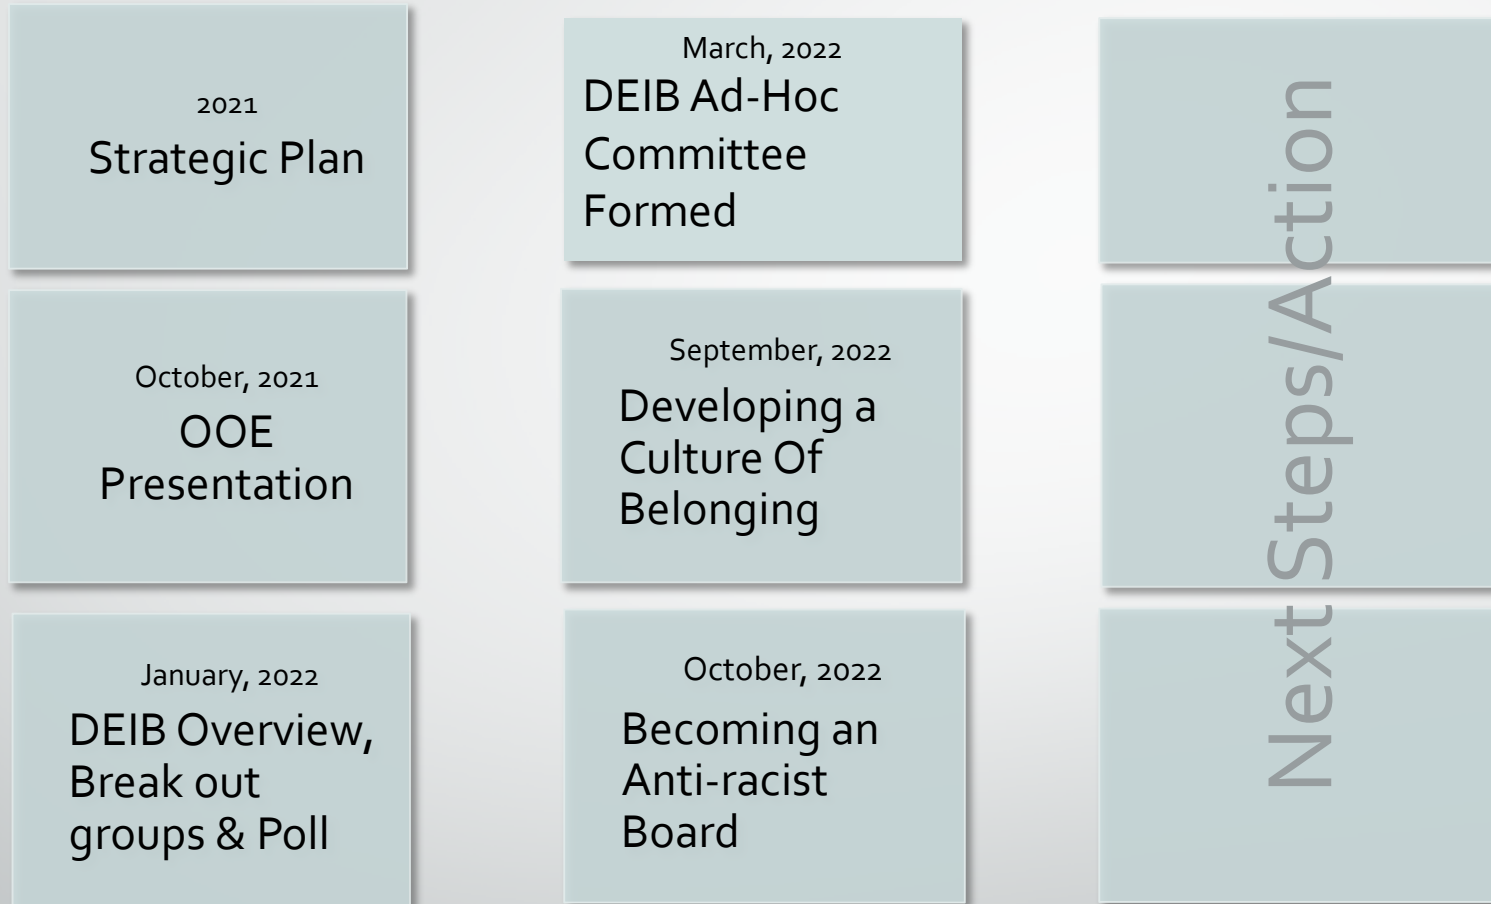 2021
Strategic Plan
October, 2021
OOE
Presentation
January, 2022
DEIB Overview,
Break out
groups & Poll
March, 2022
DEIB Ad-Hoc
Committee
Formed
September, 2022
Developing a
Culture Of
Belonging
October, 2022
Becoming an
Anti-racist
Board
Next Steps/Action